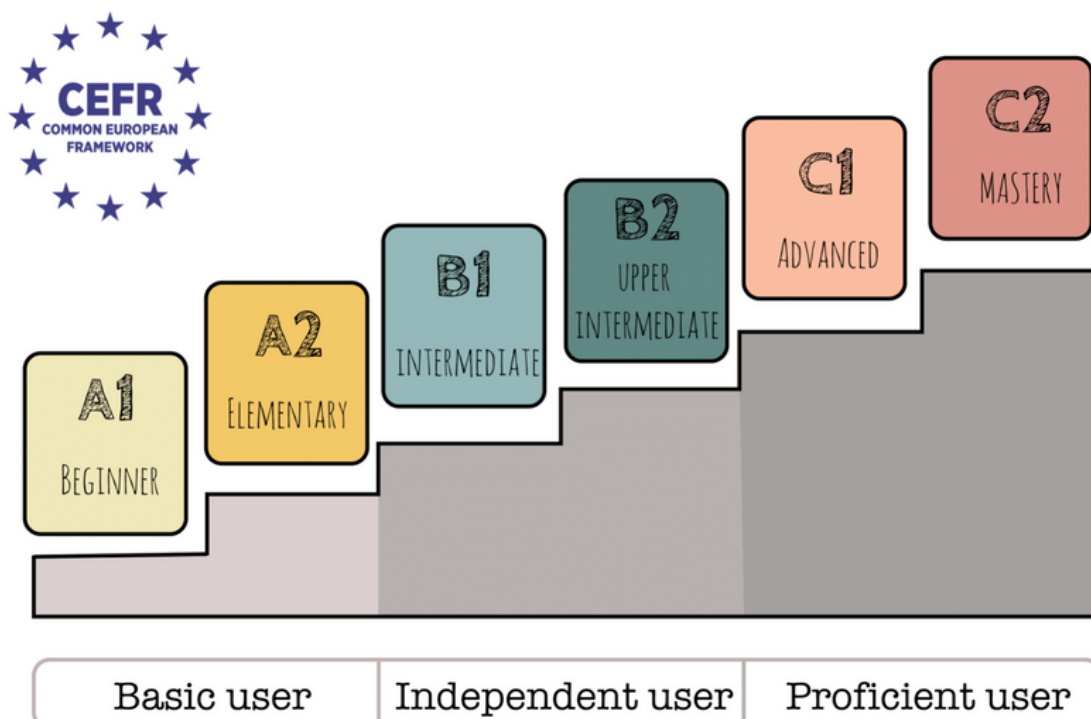 CEFR
COMMON EUROPEAN
FRAMEWORK
A1
BEGINNER
A2
ELEMENTARY
B1
INTERMEDIATE
B2
UPPER
INTERMEDIATE
C1
ADVANCED
C2
MASTERY
Basic user
Independent user
Proficient user